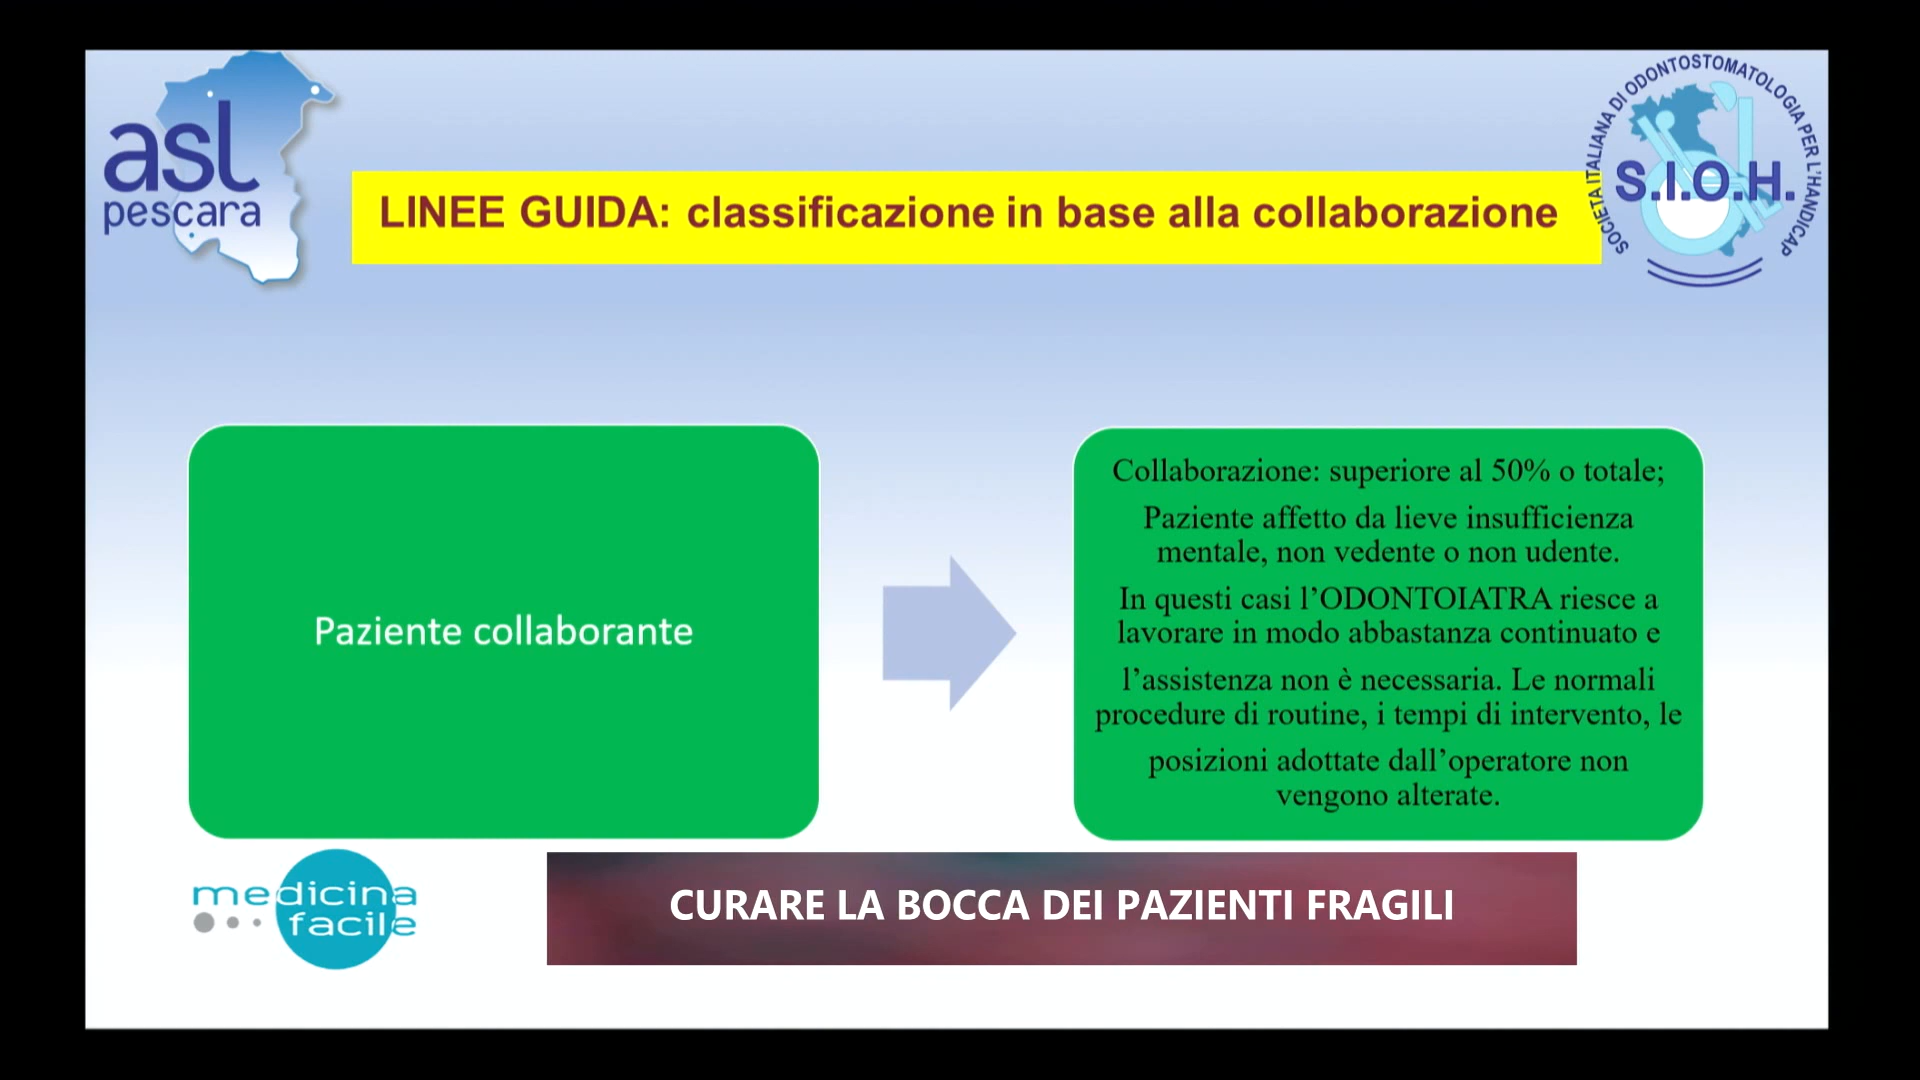 asl
pescara
LINEE GUIDA: classificazione in base alla collaborazione
SOCIETÀ ITALIANA DI ODONTOSTOMATOLOGIA PER L'HANDICAP
S.I.O.H.
Paziente collaborante
Collaborazione: superiore al 50% o totale;
Paziente affetto da lieve insufficienza
mentale, non vedente o non udente.
In questi casi l’ODONTOIATRA riesce a
lavorare in modo abbastanza continuato e
l’assistenza non è necessaria. Le normali
procedure di routine, i tempi di intervento, le
posizioni adottate dall’operatore non
vengono alterate.
medicina
facile
CURARE LA BOCCA DEI PAZIENTI FRAGILI